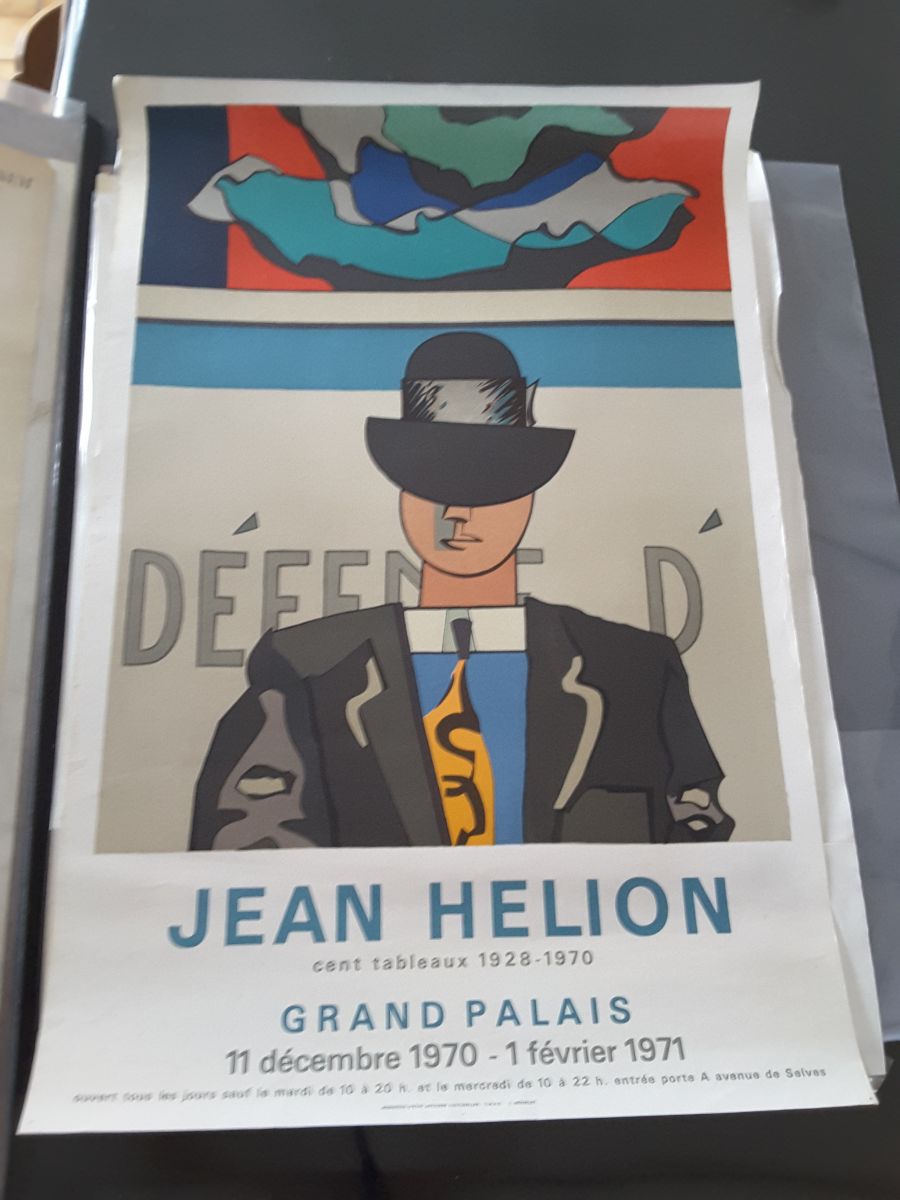 DÉFEN E D'
JEAN HELION
cent tableaux 1928-1970
GRAND PALAIS
11 décembre 1970 - 1 février 1971
ouvert tous les jours sauf le mardi de 10 à 20 h. et le mercredi de 10 à 22 h. entrée porte A avenue de Selves